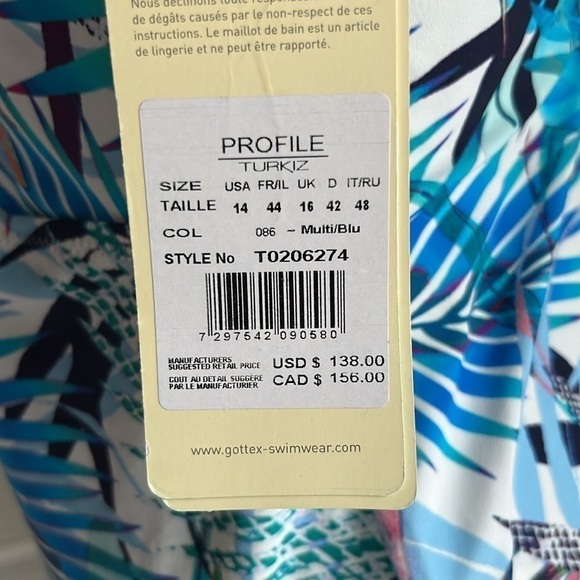 Nous déclinons toute responsabilité
de dégâts causés par le non-respect de ces
instructions. Le maillot de bain est un article
de lingerie et ne peut être rapporté.
PROFILE
TURKIZ
SIZE USA FR/IL UK D IT/RU
TAILLE 14 44 16 42 48
COL 086 - Multi/Blu
STYLE No T0206274
7 297542 090580
MANUFACTURERS
SUGGESTED RETAIL PRICE USD $ 138.00
COUT AU DETAIL SUGGERE
PAR LE MANUFACTURIER CAD $ 156.00
www.gottex-swimwear.com